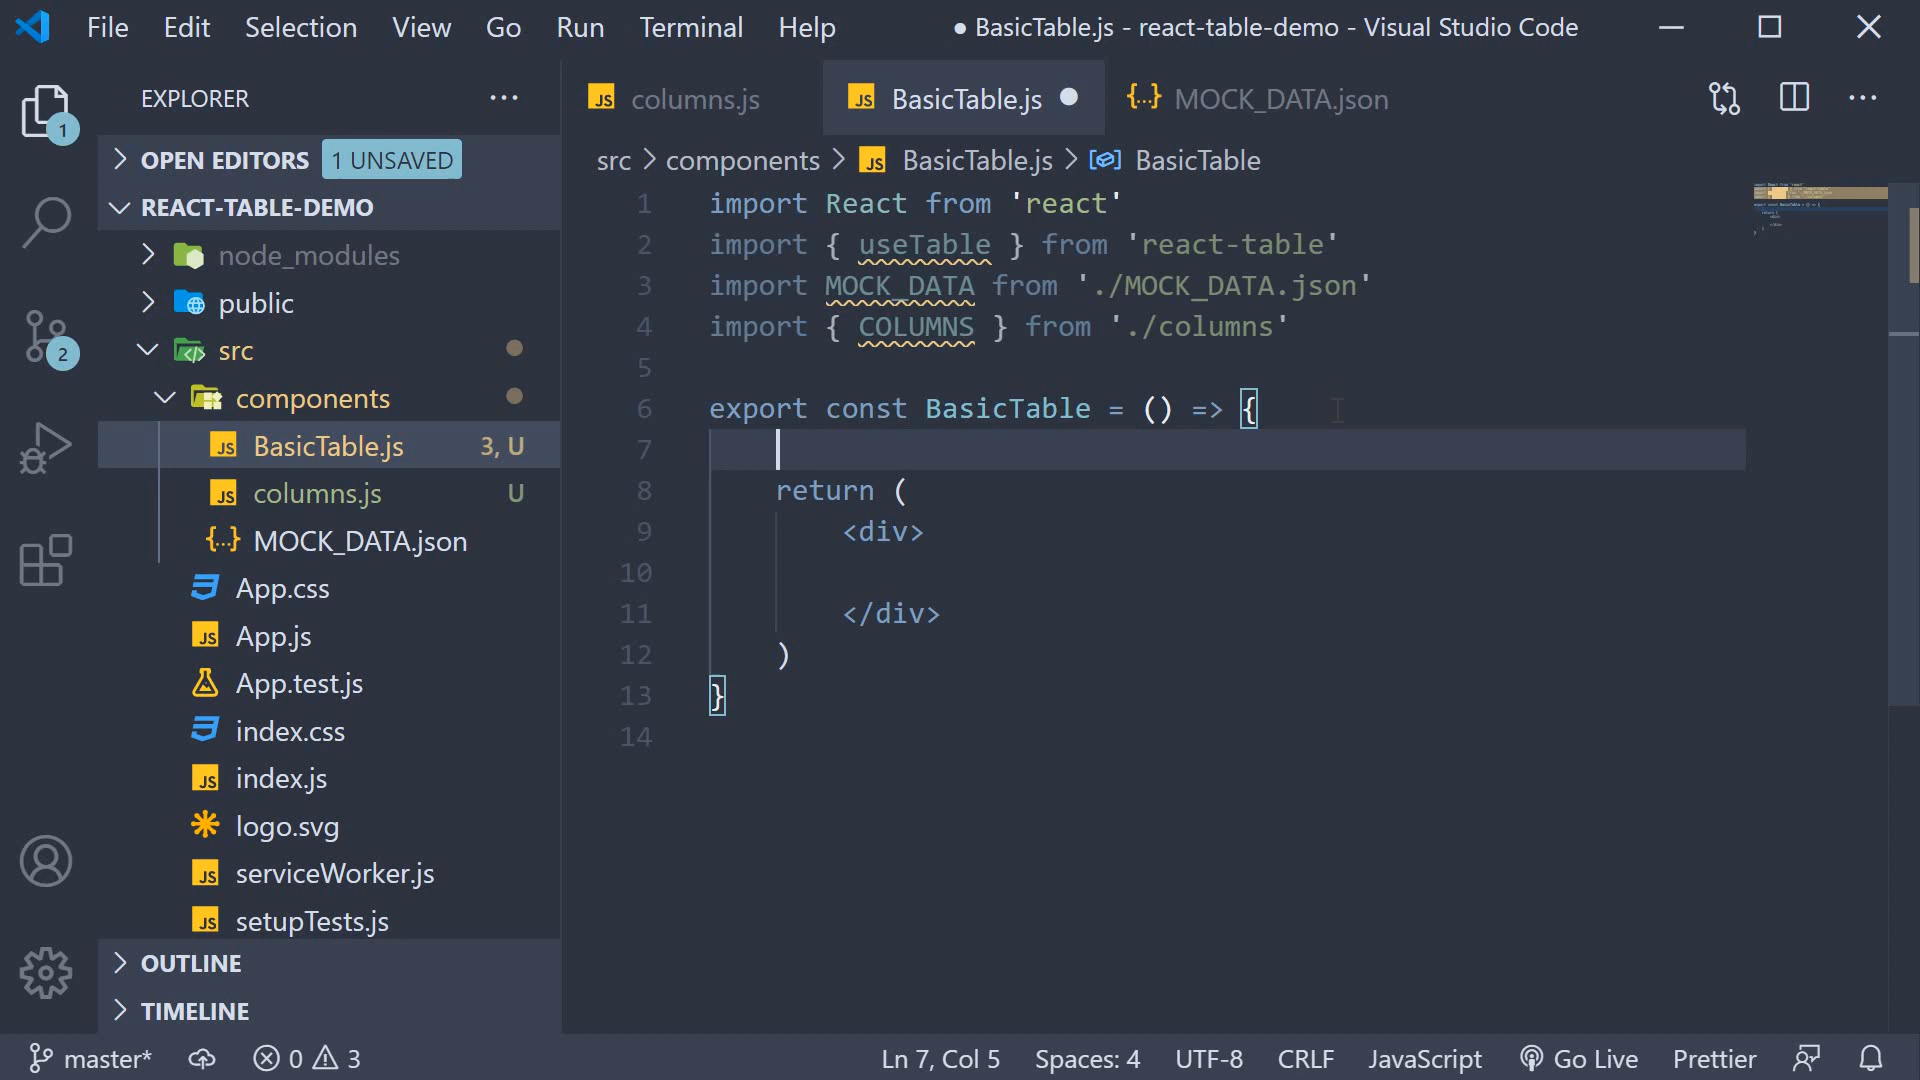 File Edit Selection View Go Run Terminal Help ● BasicTable.js - react-table-demo - Visual Studio Code
EXPLORER ...
1
OPEN EDITORS 1 UNSAVED
REACT-TABLE-DEMO
node_modules
public
2
src
components
BasicTable.js 3, U
columns.js U
MOCK_DATA.json
App.css
App.js
App.test.js
index.css
index.js
logo.svg
serviceWorker.js
setupTests.js
OUTLINE
TIMELINE
columns.js BasicTable.js ● MOCK_DATA.json
src > components > BasicTable.js > BasicTable
1 import React from 'react'
2 import { useTable } from 'react-table'
3 import MOCK_DATA from './MOCK_DATA.json'
4 import { COLUMNS } from './columns'
5
6 export const BasicTable = () => {
7
8 return (
9 <div>
10
11 </div>
12 )
13 }
14
master* 0 3 Ln 7, Col 5 Spaces: 4 UTF-8 CRLF JavaScript Go Live Prettier